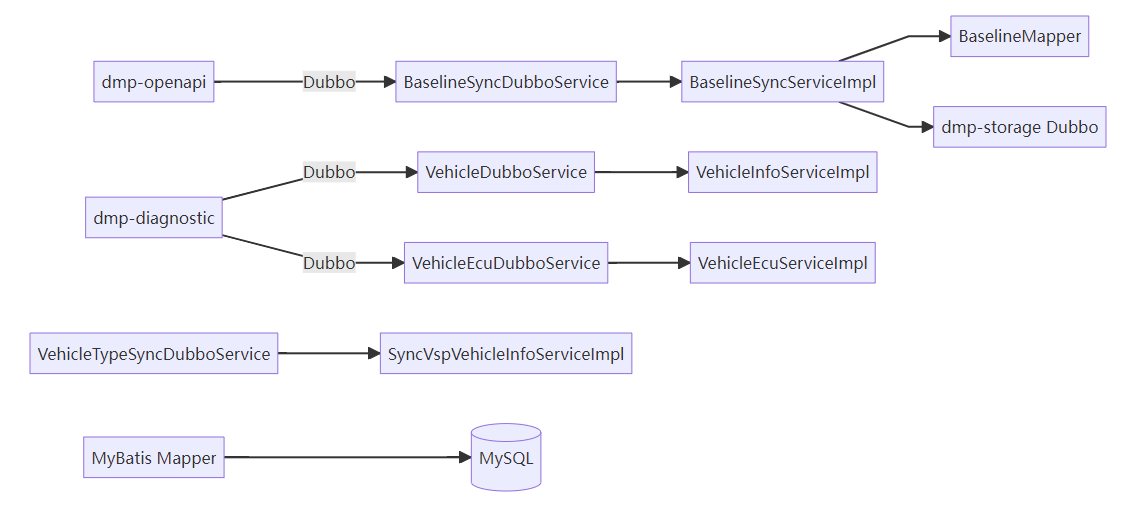 BaselineMapper
dmp-openapi
Dubbo
BaselineSyncDubboService
BaselineSyncServiceImpl
dmp-storage Dubbo
Dubbo
VehicleDubboService
VehicleInfoServiceImpl
dmp-diagnostic
Dubbo
VehicleEcuDubboService
VehicleEcuServiceImpl
VehicleTypeSyncDubboService
SyncVspVehicleInfoServiceImpl
MyBatis Mapper
MySQL